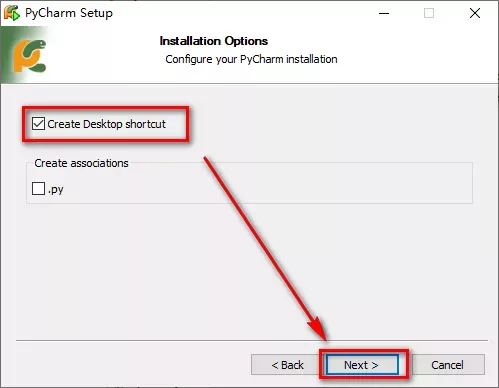 PyCharm Setup
Installation Options
Configure your PyCharm installation
Create Desktop shortcut
Create associations
.py
< Back
Next >
Cancel